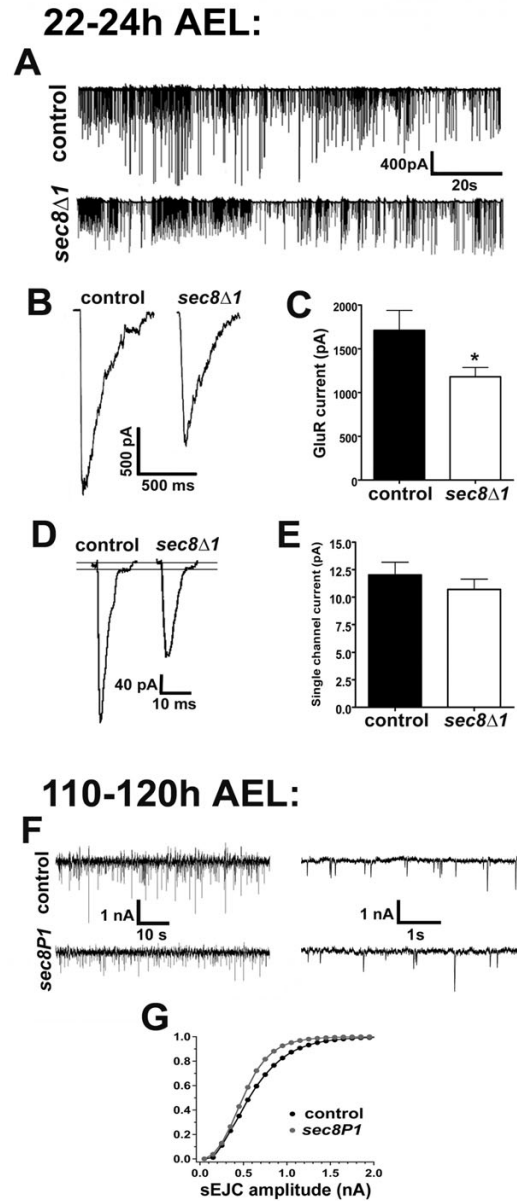 22-24h AEL:
A
control
400pA
20s
sec8Δ1
B
control sec8Δ1
500 pA
500 ms
C
GluR current (pA)
2000
1500
1000
500
0
*
control sec8Δ1
D
control sec8Δ1
40 pA
10 ms
E
Single channel current (pA)
15.0
12.5
10.0
7.5
5.0
2.5
0.0
control sec8Δ1
110-120h AEL:
F
control
1 nA
10 s
1 nA
1s
sec8P1
G
1.0
0.8
0.6
0.4
0.2
0.0
control
sec8P1
0.0 0.5 1.0 1.5 2.0
sEJC amplitude (nA)